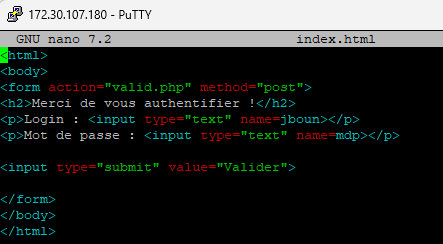 172.30.107.180 - PuTTY
GNU nano 7.2 index.html
<html>
<body>
<form action="valid.php" method="post">
<h2>Merci de vous authentifier !</h2>
<p>Login : <input type="text" name=jboun></p>
<p>Mot de passe : <input type="text" name=mdp></p>
<input type="submit" value="Valider">
</form>
</body>
</html>